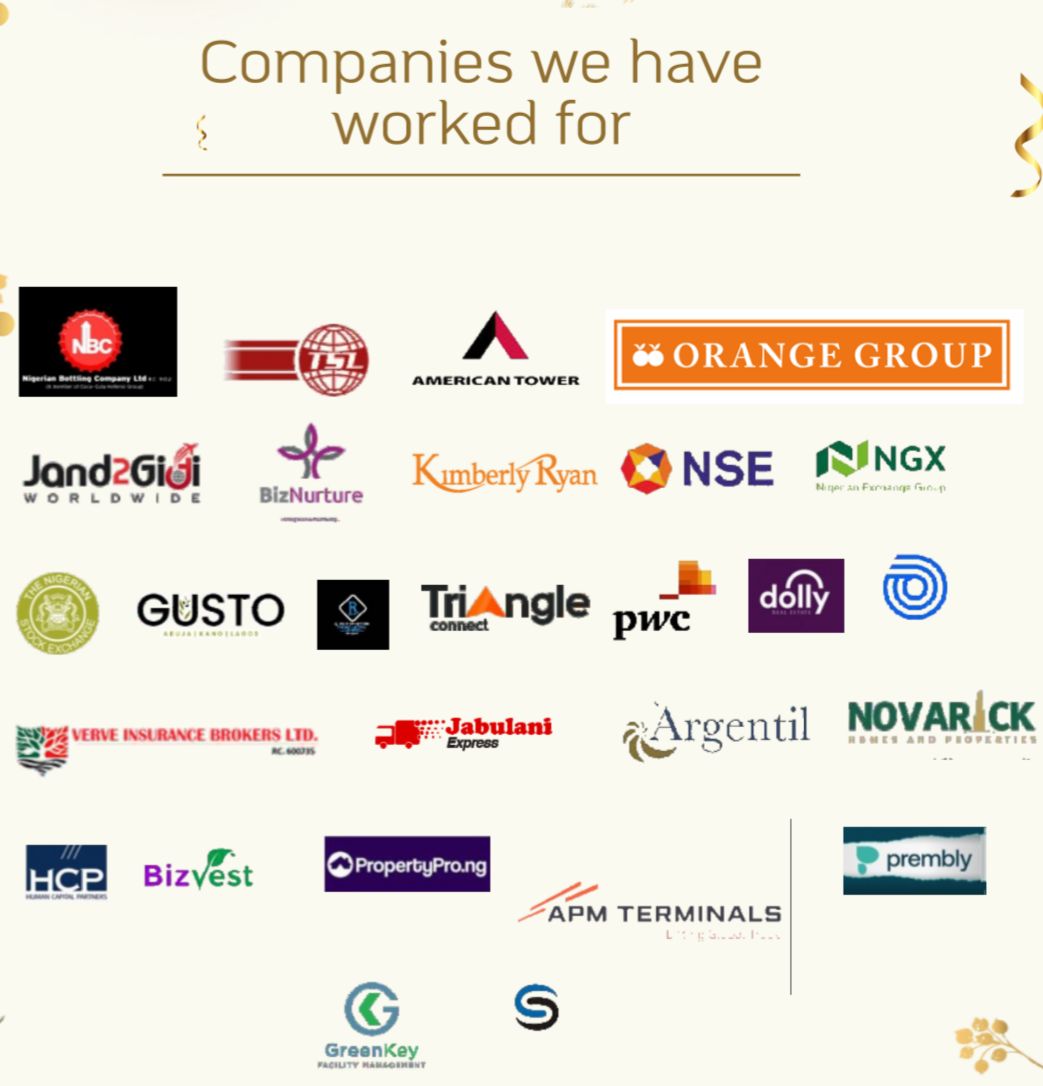 Companies we have
worked for
NBC
Nigerian Bottling Company Ltd RC: 902
(A member of Coca-Cola Hellenic Group)
TSL
AMERICAN TOWER
ORANGE GROUP
Jand2Gidi
WORLDWIDE
BizNurture
Kimberly Ryan
NSE
NGX
Nigerian Exchange Group
THE NIGERIAN
STOCK EXCHANGE
GUSTO
ABUJA | KANO | LAGOS
R
TriAngle
connect
pwc
dolly
REAL ESTATE
VERVE INSURANCE BROKERS LTD.
RC. 600735
Jabulani
Express
Argentil
NOVARICK
HOMES AND PROPERTIES
HCP
HUMAN CAPITAL PARTNERS
Bizvest
PropertyPro.ng
APM TERMINALS
Lifting Global Trade
prembly
GreenKey
FACILITY MANAGEMENT